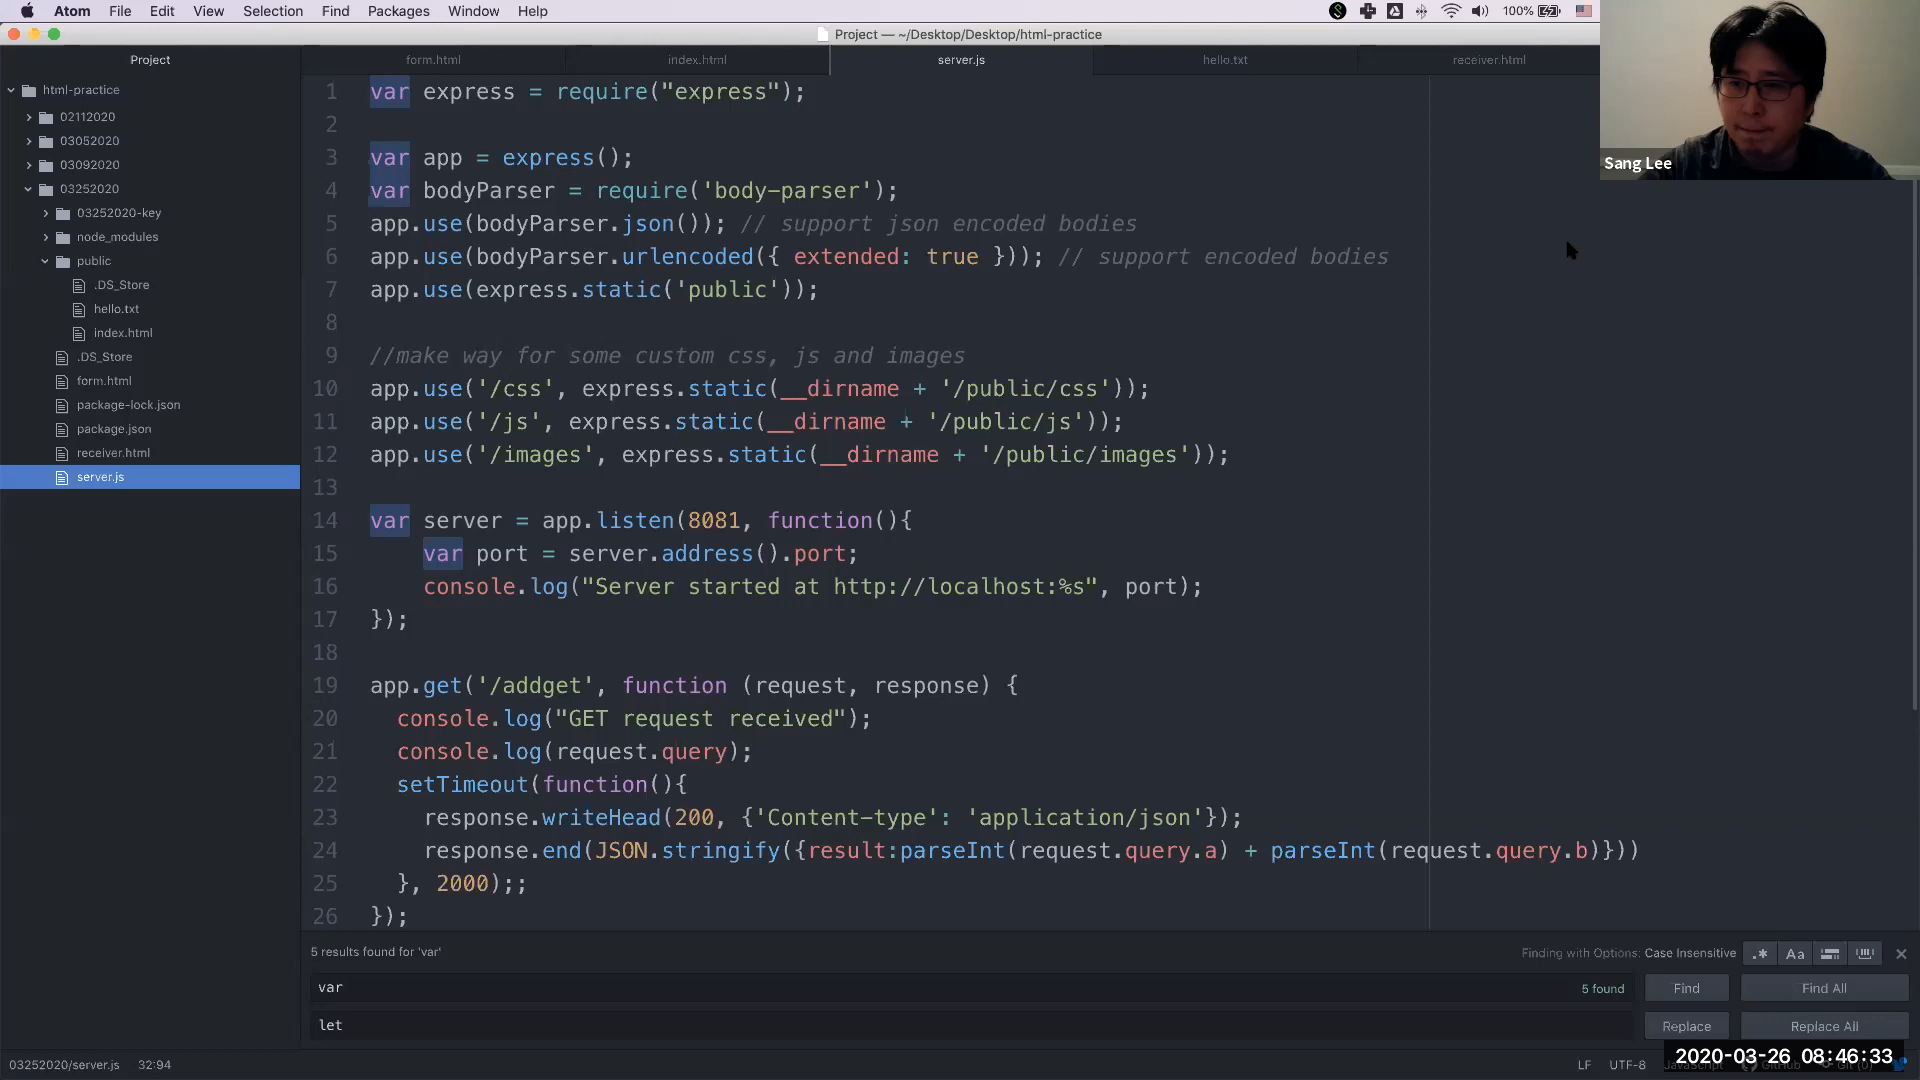 Atom File Edit View Selection Find Packages Window Help 100%
Project — ~/Desktop/Desktop/html-practice
Project form.html index.html server.js hello.txt receiver.html
html-practice
02112020
03052020
03092020
03252020
03252020-key
node_modules
public
.DS_Store
hello.txt
index.html
.DS_Store
form.html
package-lock.json
package.json
receiver.html
server.js
1 var express = require("express");
2
3 var app = express();
4 var bodyParser = require('body-parser');
5 app.use(bodyParser.json()); // support json encoded bodies
6 app.use(bodyParser.urlencoded({ extended: true })); // support encoded bodies
7 app.use(express.static('public'));
8
9 //make way for some custom css, js and images
10 app.use('/css', express.static(__dirname + '/public/css'));
11 app.use('/js', express.static(__dirname + '/public/js'));
12 app.use('/images', express.static(__dirname + '/public/images'));
13
14 var server = app.listen(8081, function(){
15     var port = server.address().port;
16     console.log("Server started at http://localhost:%s", port);
17 });
18
19 app.get('/addget', function (request, response) {
20   console.log("GET request received");
21   console.log(request.query);
22   setTimeout(function(){
23     response.writeHead(200, {'Content-type': 'application/json'});
24     response.end(JSON.stringify({result:parseInt(request.query.a) + parseInt(request.query.b)}))
25   }, 2000);;
26 });
Sang Lee
5 results found for 'var' Finding with Options: Case Insensitive .* Aa
var 5 found Find Find All
let Replace Replace All
03252020/server.js 32:94 LF UTF-8 JavaScript GitHub Git (0)
2020-03-26 08:46:33